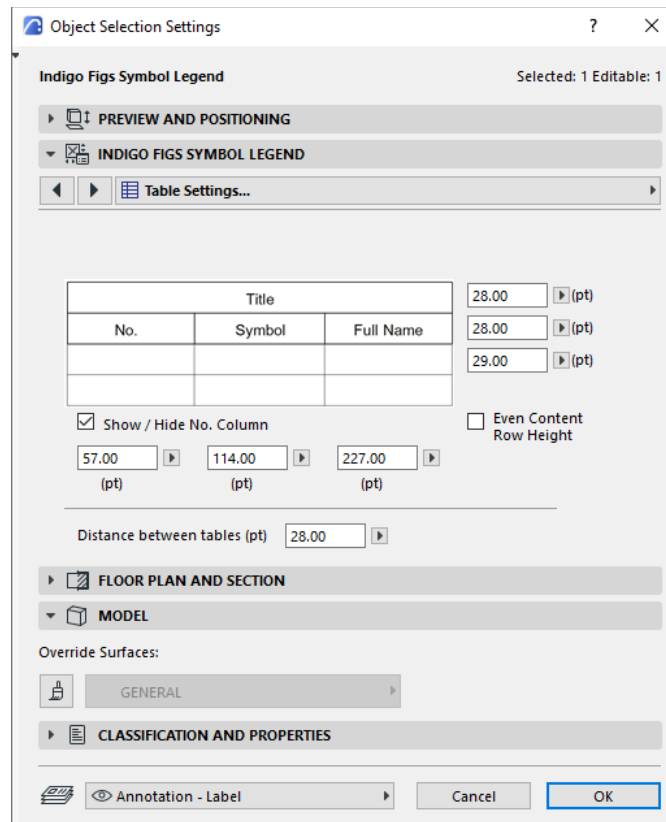 Object Selection Settings ?
Indigo Figs Symbol Legend Selected: 1 Editable: 1
PREVIEW AND POSITIONING
INDIGO FIGS SYMBOL LEGEND
Table Settings...
Title 28.00 (pt)
No. Symbol Full Name 28.00 (pt)
29.00 (pt)
Show / Hide No. Column
Even Content
Row Height
57.00 114.00 227.00
(pt) (pt) (pt)
Distance between tables (pt) 28.00
FLOOR PLAN AND SECTION
MODEL
Override Surfaces:
GENERAL
CLASSIFICATION AND PROPERTIES
Annotation - Label Cancel OK